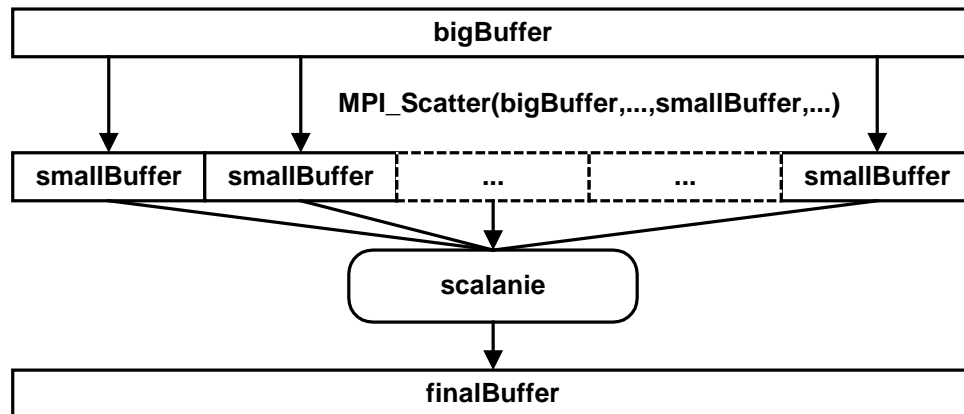 bigBuffer
MPI_Scatter(bigBuffer,...,smallBuffer,...)
smallBuffer smallBuffer ... ... smallBuffer
scalanie
finalBuffer